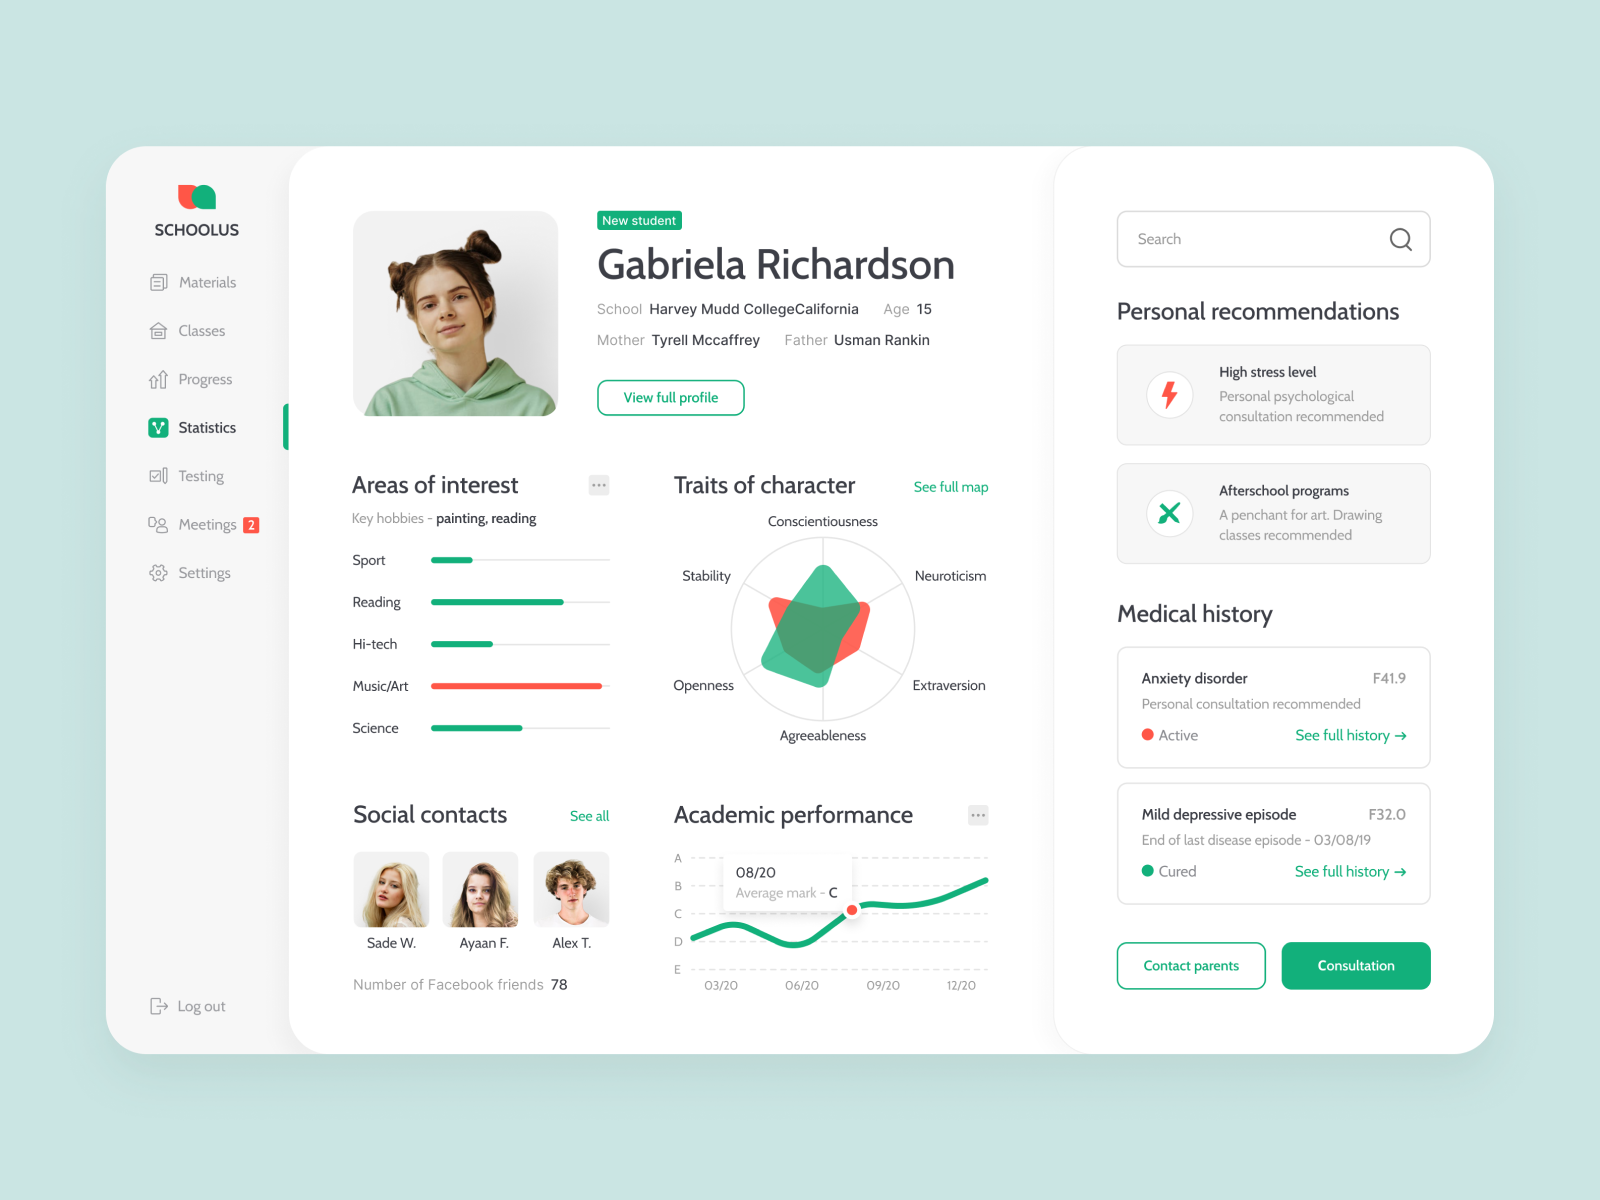 SCHOOLUS
Materials
Classes
Progress
Statistics
Testing
Meetings 2
Settings
Log out
New student
Gabriela Richardson
School Harvey Mudd CollegeCalifornia Age 15
Mother Tyrell Mccaffrey Father Usman Rankin
View full profile
Areas of interest
Key hobbies - painting, reading
Sport
Reading
Hi-tech
Music/Art
Science
Traits of character See full map
Conscientiousness
Stability Neuroticism
Openness Extraversion
Agreeableness
Social contacts See all
Sade W. Ayaan F. Alex T.
Number of Facebook friends 78
Academic performance
A
B
C
D
E
08/20
Average mark - C
03/20 06/20 09/20 12/20
Search
Personal recommendations
High stress level
Personal psychological
consultation recommended
Afterschool programs
A penchant for art. Drawing
classes recommended
Medical history
Anxiety disorder F41.9
Personal consultation recommended
Active See full history →
Mild depressive episode F32.0
End of last disease episode - 03/08/19
Cured See full history →
Contact parents Consultation